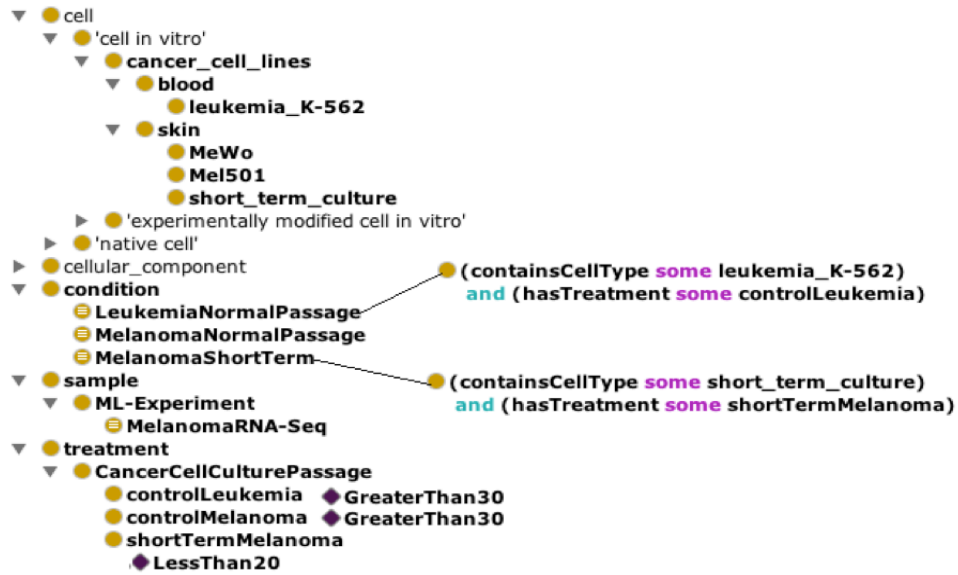 cell
'cell in vitro'
cancer_cell_lines
blood
leukemia_K-562
skin
MeWo
Mel501
short_term_culture
'experimentally modified cell in vitro'
'native cell'
cellular_component
condition
LeukemiaNormalPassage
MelanomaNormalPassage
MelanomaShortTerm
(containsCellType some leukemia_K-562)
and (hasTreatment some controlLeukemia)
(containsCellType some short_term_culture)
and (hasTreatment some shortTermMelanoma)
sample
ML-Experiment
MelanomaRNA-Seq
treatment
CancerCellCulturePassage
controlLeukemia GreaterThan30
controlMelanoma GreaterThan30
shortTermMelanoma
LessThan20